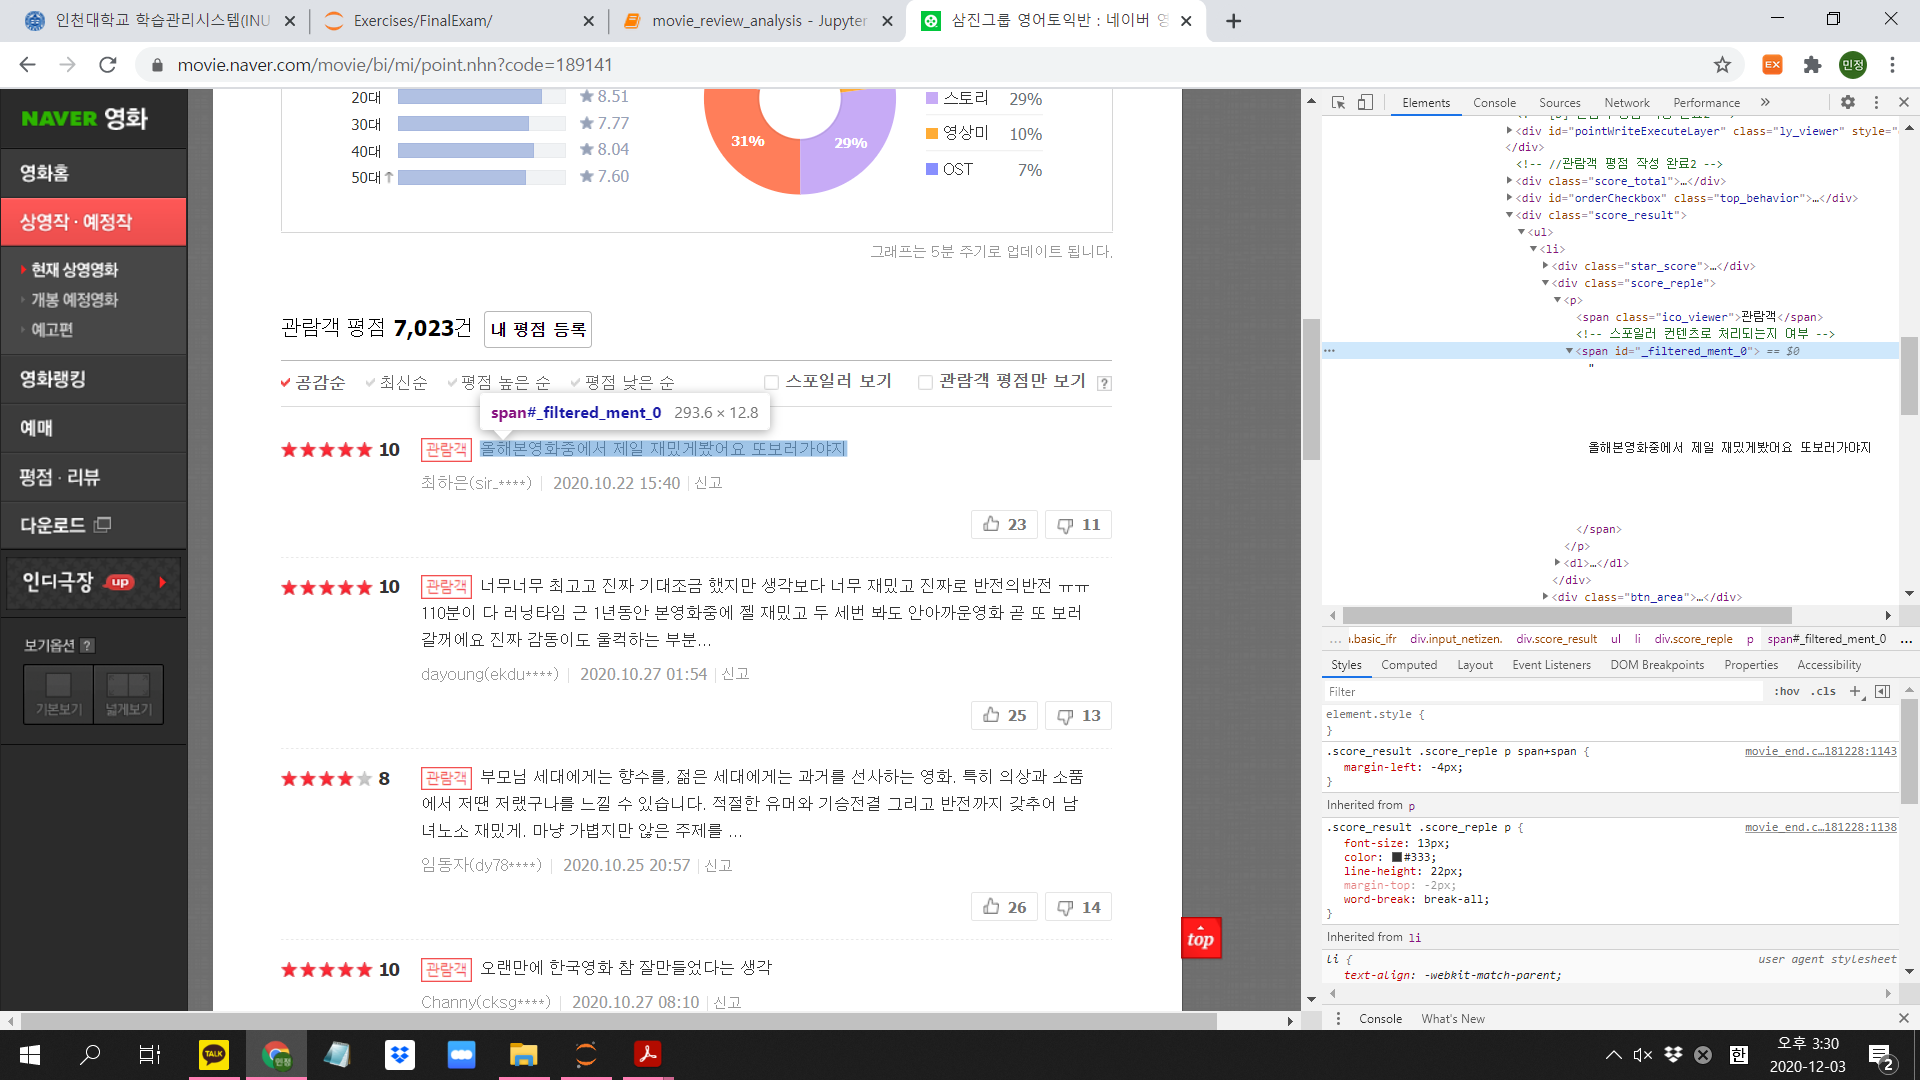 인천대학교 학습관리시스템(INU
Exercises/FinalExam/
movie_review_analysis - Jupyter
삼진그룹 영어토익반 : 네이버 영
movie.naver.com/movie/bi/mi/point.nhn?code=189141
EX
민정
NAVER 영화
영화홈
상영작 · 예정작
현재 상영영화
개봉 예정영화
예고편
영화랭킹
예매
평점 · 리뷰
다운로드
인디극장 up
보기옵션 ?
기본보기 넓게보기
20대 ★8.51
30대 ★7.77
40대 ★8.04
50대↑ ★7.60
31%
29%
스토리 29%
영상미 10%
OST 7%
그래프는 5분 주기로 업데이트 됩니다.
관람객 평점 7,023건 내 평점 등록
공감순 최신순 평점 높은 순 평점 낮은 순 스포일러 보기 관람객 평점만 보기 ?
span#_filtered_ment_0 293.6 × 12.8
★★★★★ 10 관람객 올해본영화중에서 제일 재밌게봤어요 또보러가야지
최하은(sir_****) | 2020.10.22 15:40 | 신고
23 11
★★★★★ 10 관람객 너무너무 최고고 진짜 기대조금 했지만 생각보다 너무 재밌고 진짜로 반전의반전 ㅠㅠ
110분이 다 러닝타임 근 1년동안 본영화중에 젤 재밌고 두 세번 봐도 안아까운영화 곧 또 보러
갈꺼에요 진짜 감동이도 울컥하는 부분...
dayoung(ekdu****) | 2020.10.27 01:54 | 신고
25 13
★★★★★ 8 관람객 부모님 세대에게는 향수를, 젊은 세대에게는 과거를 선사하는 영화. 특히 의상과 소품
에서 저땐 저랬구나를 느낄 수 있습니다. 적절한 유머와 기승전결 그리고 반전까지 갖추어 남
녀노소 재밌게. 마냥 가볍지만 않은 주제를 ...
임동자(dy78****) | 2020.10.25 20:57 | 신고
26 14
★★★★★ 10 관람객 오랜만에 한국영화 참 잘만들었다는 생각
Channy(cksg****) | 2020.10.27 08:10 | 신고
top
Elements Console Sources Network Performance »
<div id="pointWriteExecuteLayer" class="ly_viewer" style="
</div>
<!-- //관람객 평점 작성 완료2 -->
<div class="score_total">…</div>
<div id="orderCheckbox" class="top_behavior">…</div>
<div class="score_result">
<ul>
<li>
<div class="star_score">…</div>
<div class="score_reple">
<p>
<span class="ico_viewer">관람객</span>
<!-- 스포일러 컨텐츠로 처리되는지 여부 -->
<span id="_filtered_ment_0"> == $0
"
올해본영화중에서 제일 재밌게봤어요 또보러가야지
</span>
</p>
<dl>…</dl>
</div>
<div class="btn_area">…</div>
… .basic_ifr div.input_netizen. div.score_result ul li div.score_reple p span#_filtered_ment_0 …
Styles Computed Layout Event Listeners DOM Breakpoints Properties Accessibility
Filter :hov .cls +
element.style {
}
.score_result .score_reple p span+span { movie_end.c…181228:1143
margin-left: -4px;
}
Inherited from p
.score_result .score_reple p { movie_end.c…181228:1138
font-size: 13px;
color: #333;
line-height: 22px;
margin-top: -2px;
word-break: break-all;
}
Inherited from li
li { user agent stylesheet
text-align: -webkit-match-parent;
Console What's New
TALK
민정
한
오후 3:30
2020-12-03
2